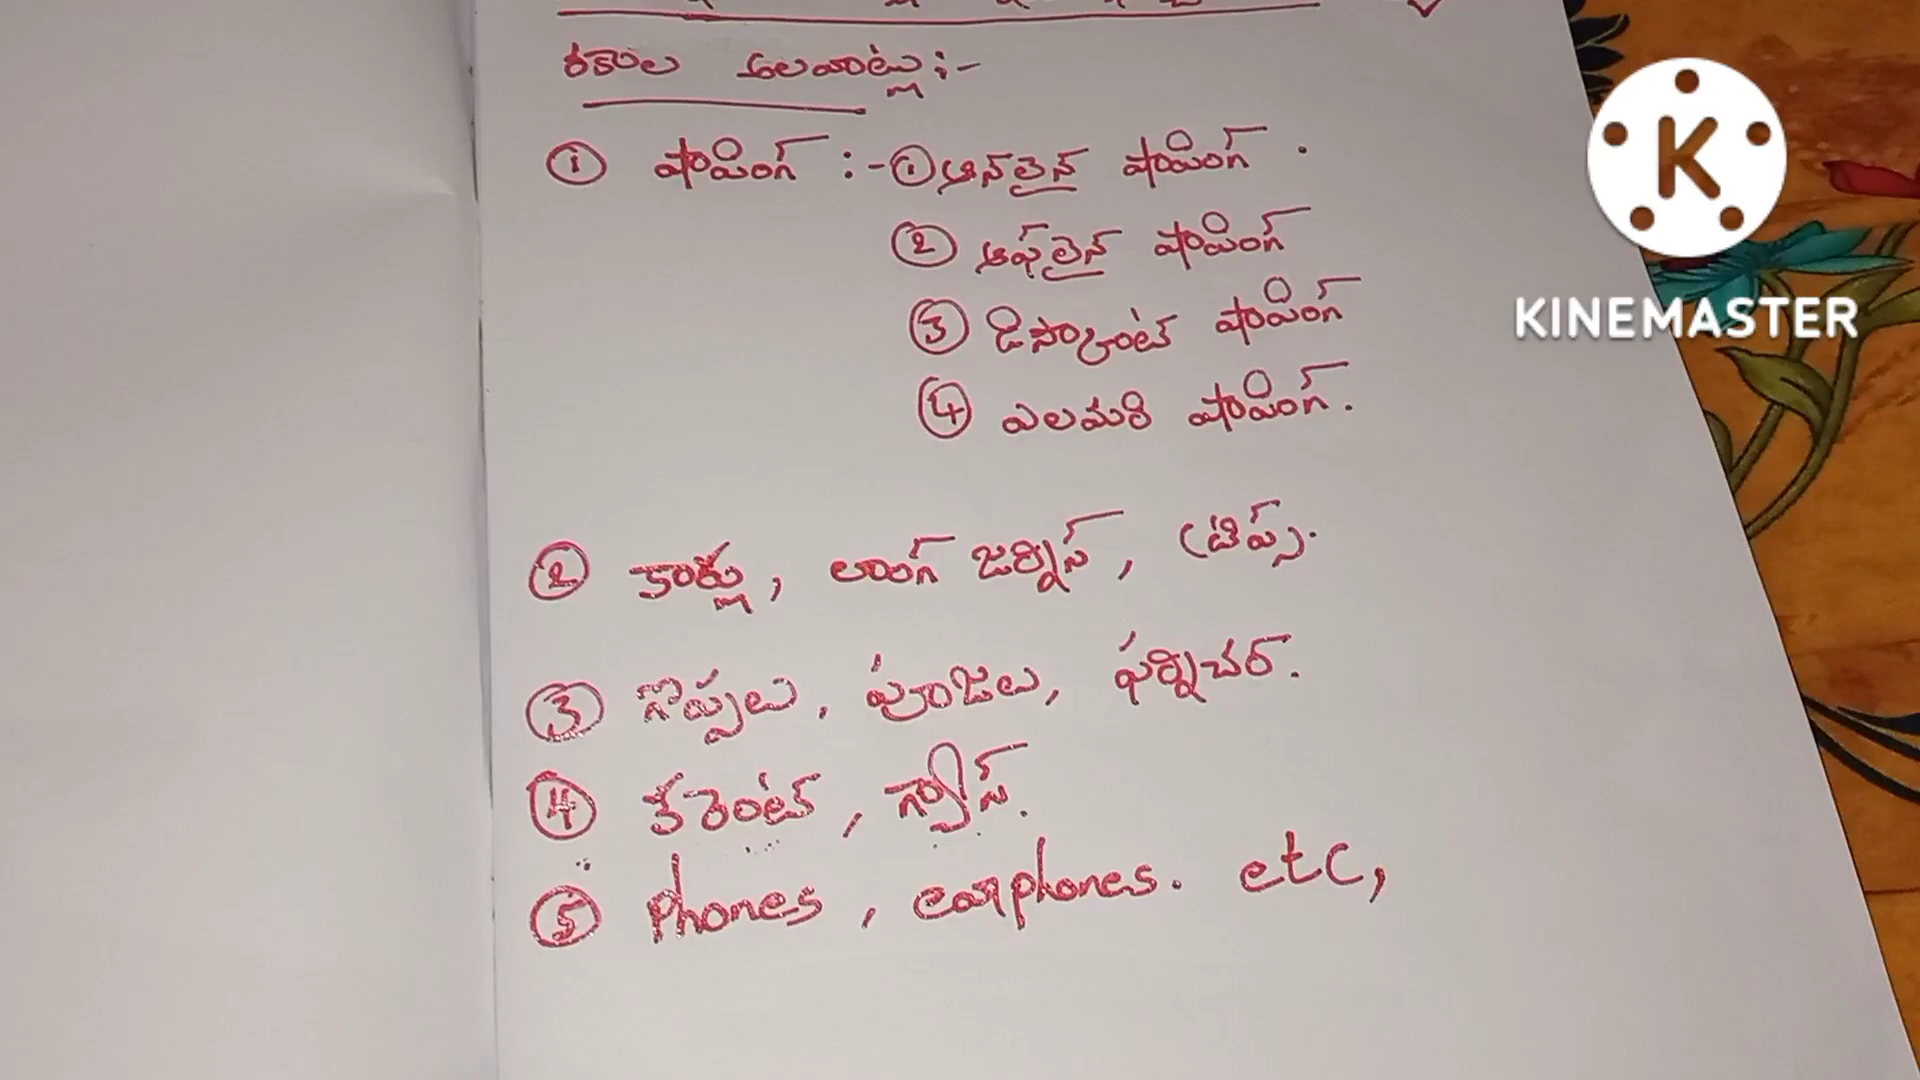 రకాల అలవాట్లు :-
① షాపింగ్ :- ① ఆన్‌లైన్ షాపింగ్ .
② ఆఫ్‌లైన్ షాపింగ్
③ డిస్కౌంట్ షాపింగ్
④ ఎలమరి షాపింగ్.
② కార్లు, లాంగ్ జర్నిస్, ట్రిప్స్.
③ గొప్పలు, పూజలు, ఫర్నిచర్.
④ కరెంట్, గ్యాస్.
⑤ phones, earphones. etc,
K
KINEMASTER